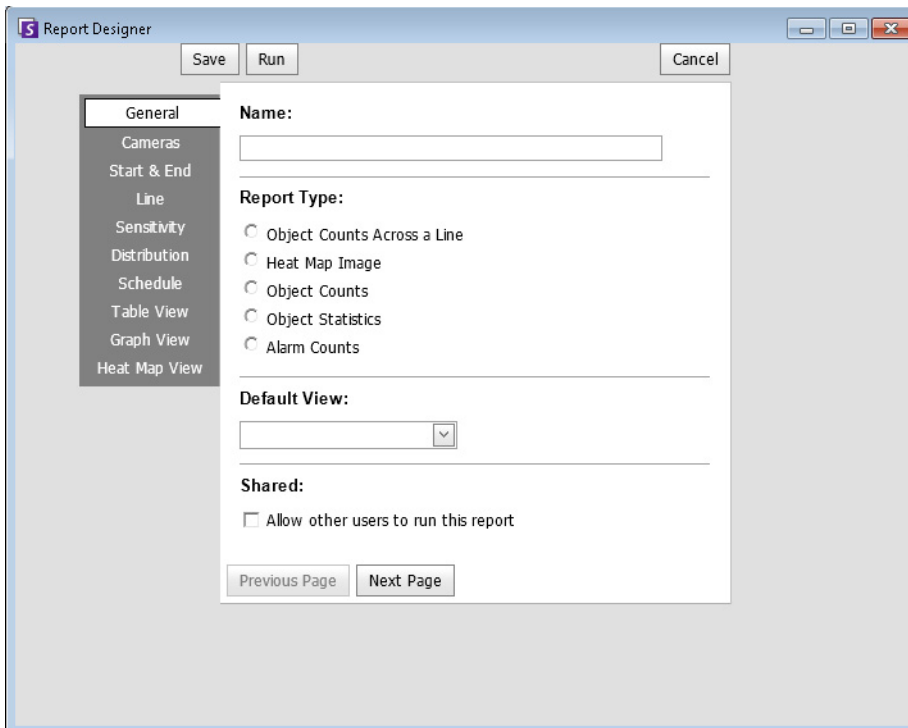 Report Designer
Save
Run
Cancel
General
Cameras
Start & End
Line
Sensitivity
Distribution
Schedule
Table View
Graph View
Heat Map View
Name:
Report Type:
Object Counts Across a Line
Heat Map Image
Object Counts
Object Statistics
Alarm Counts
Default View:
Shared:
Allow other users to run this report
Previous Page
Next Page